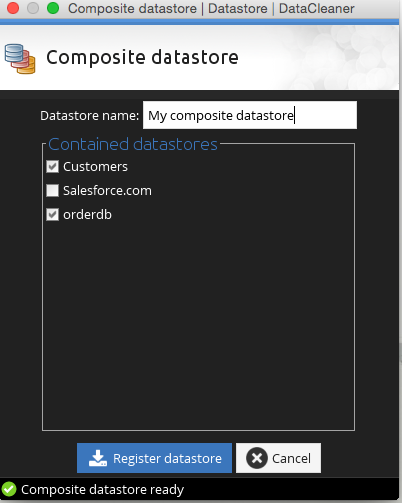 Composite datastore | Datastore | DataCleaner
Composite datastore
Datastore name: My composite datastore
Contained datastores
Customers
Salesforce.com
orderdb
Register datastore Cancel
Composite datastore ready